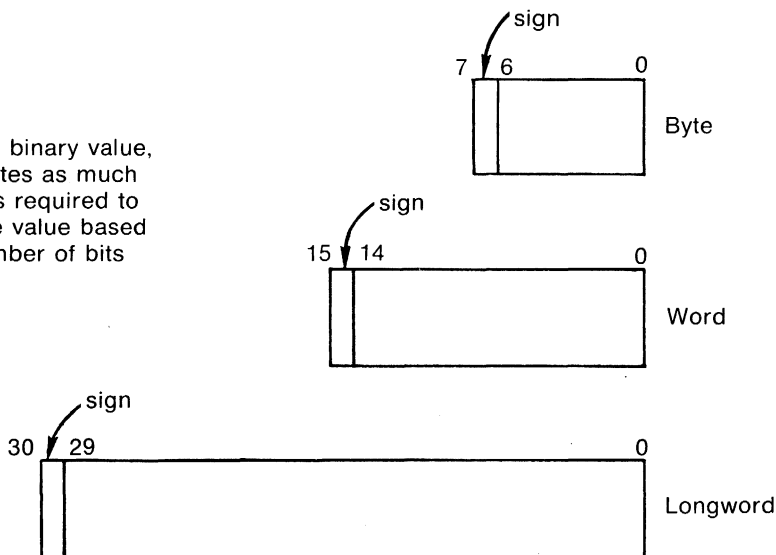 sign
7 6 0
Byte
binary value,
tes as much
s required to
e value based
nber of bits
sign
15 14 0
Word
sign
30 29 0
Longword